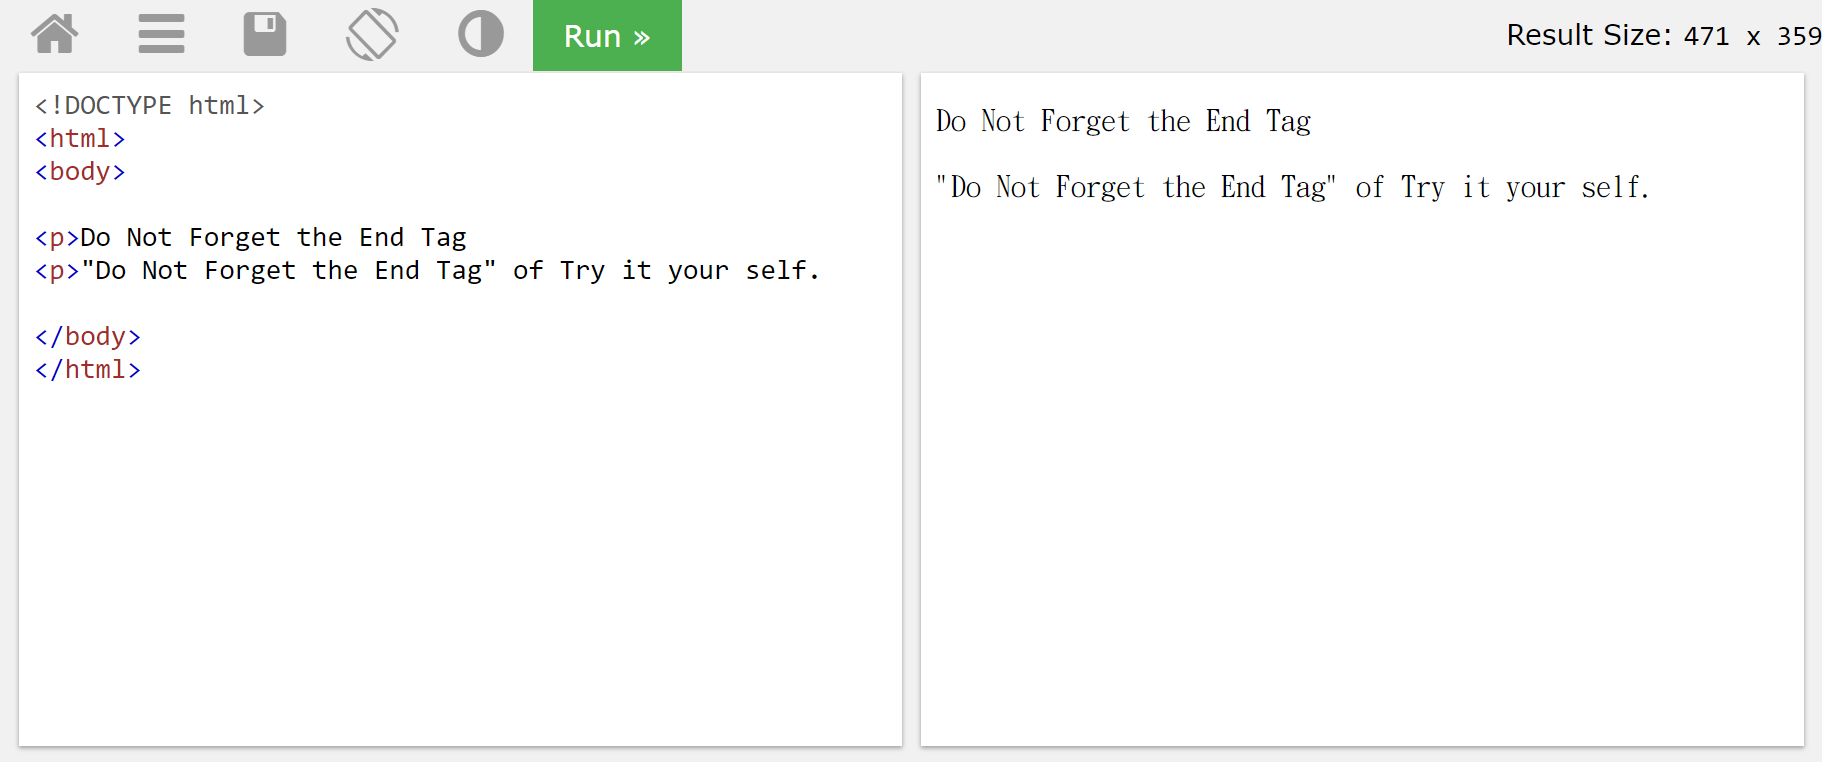 Run »
Result Size: 471 x 359
<!DOCTYPE html>
<html>
<body>
<p>Do Not Forget the End Tag
<p>"Do Not Forget the End Tag" of Try it your self.
</body>
</html>
Do Not Forget the End Tag
"Do Not Forget the End Tag" of Try it your self.